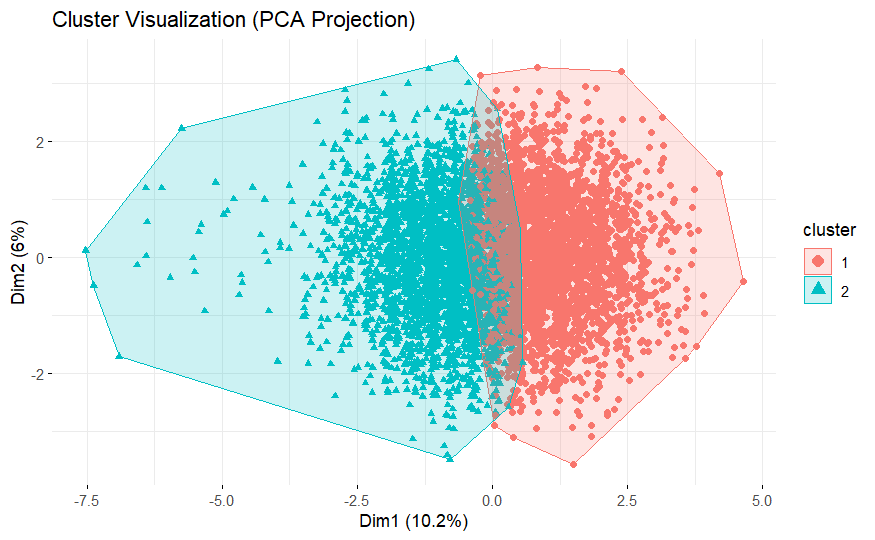 Cluster Visualization (PCA Projection)
2
0
-2
Dim2 (6%)
-7.5
-5.0
-2.5
0.0
2.5
5.0
Dim1 (10.2%)
cluster
1
2